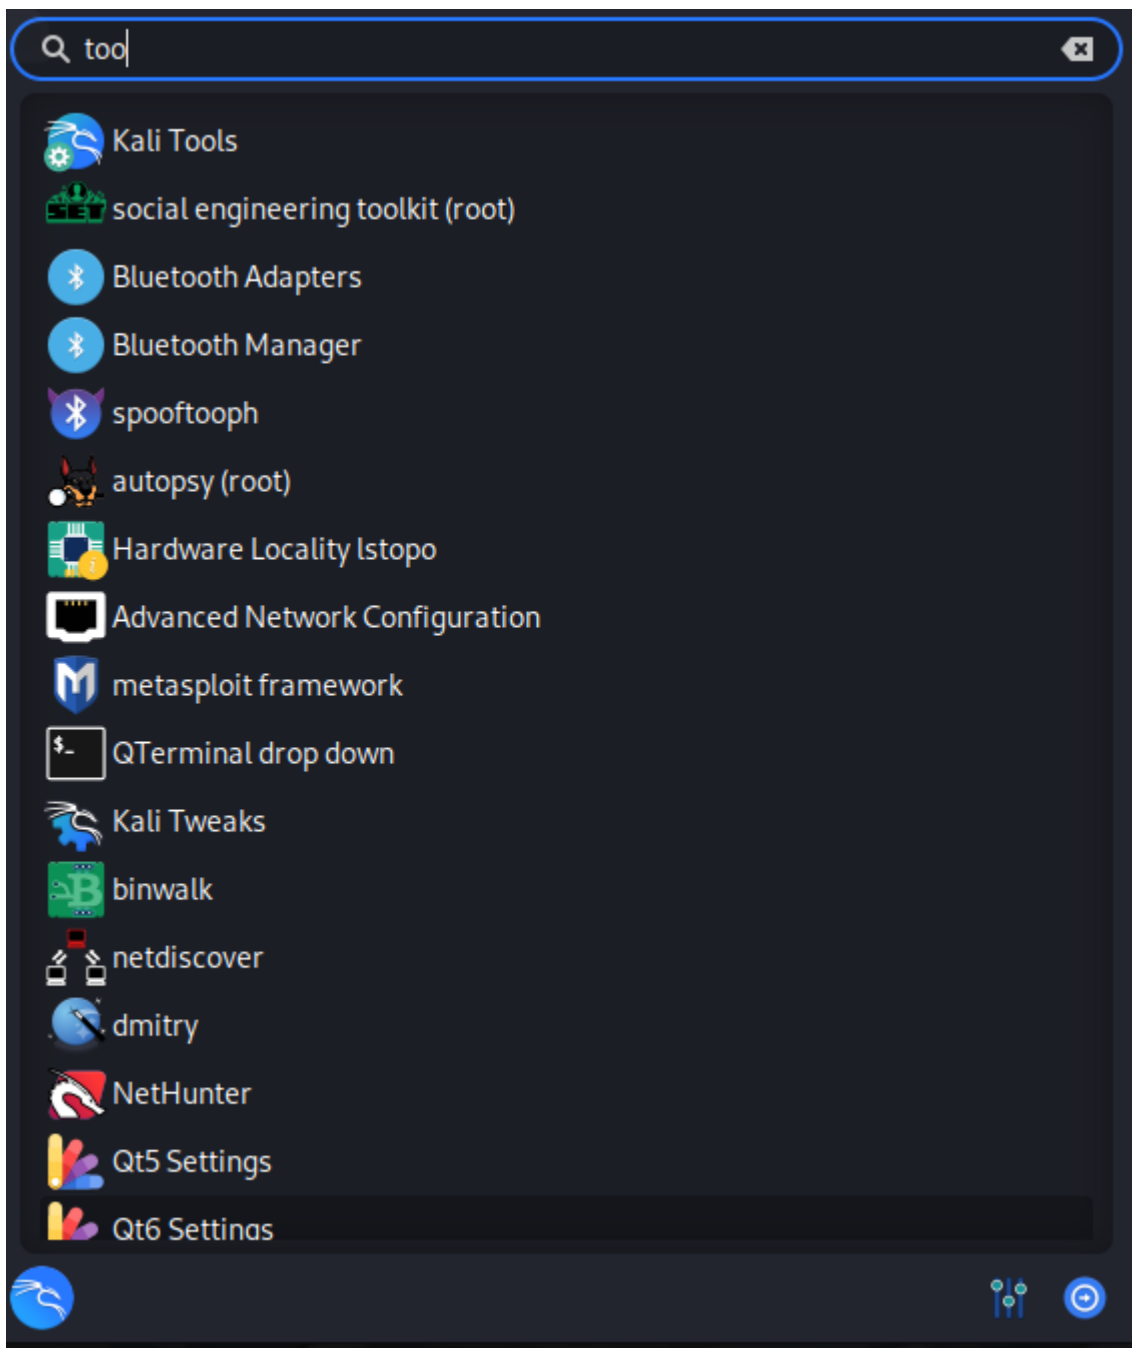 too
Kali Tools
social engineering toolkit (root)
Bluetooth Adapters
Bluetooth Manager
spooftooph
autopsy (root)
Hardware Locality lstopo
Advanced Network Configuration
metasploit framework
$_
QTerminal drop down
Kali Tweaks
binwalk
netdiscover
dmitry
NetHunter
Qt5 Settings
Qt6 Settings